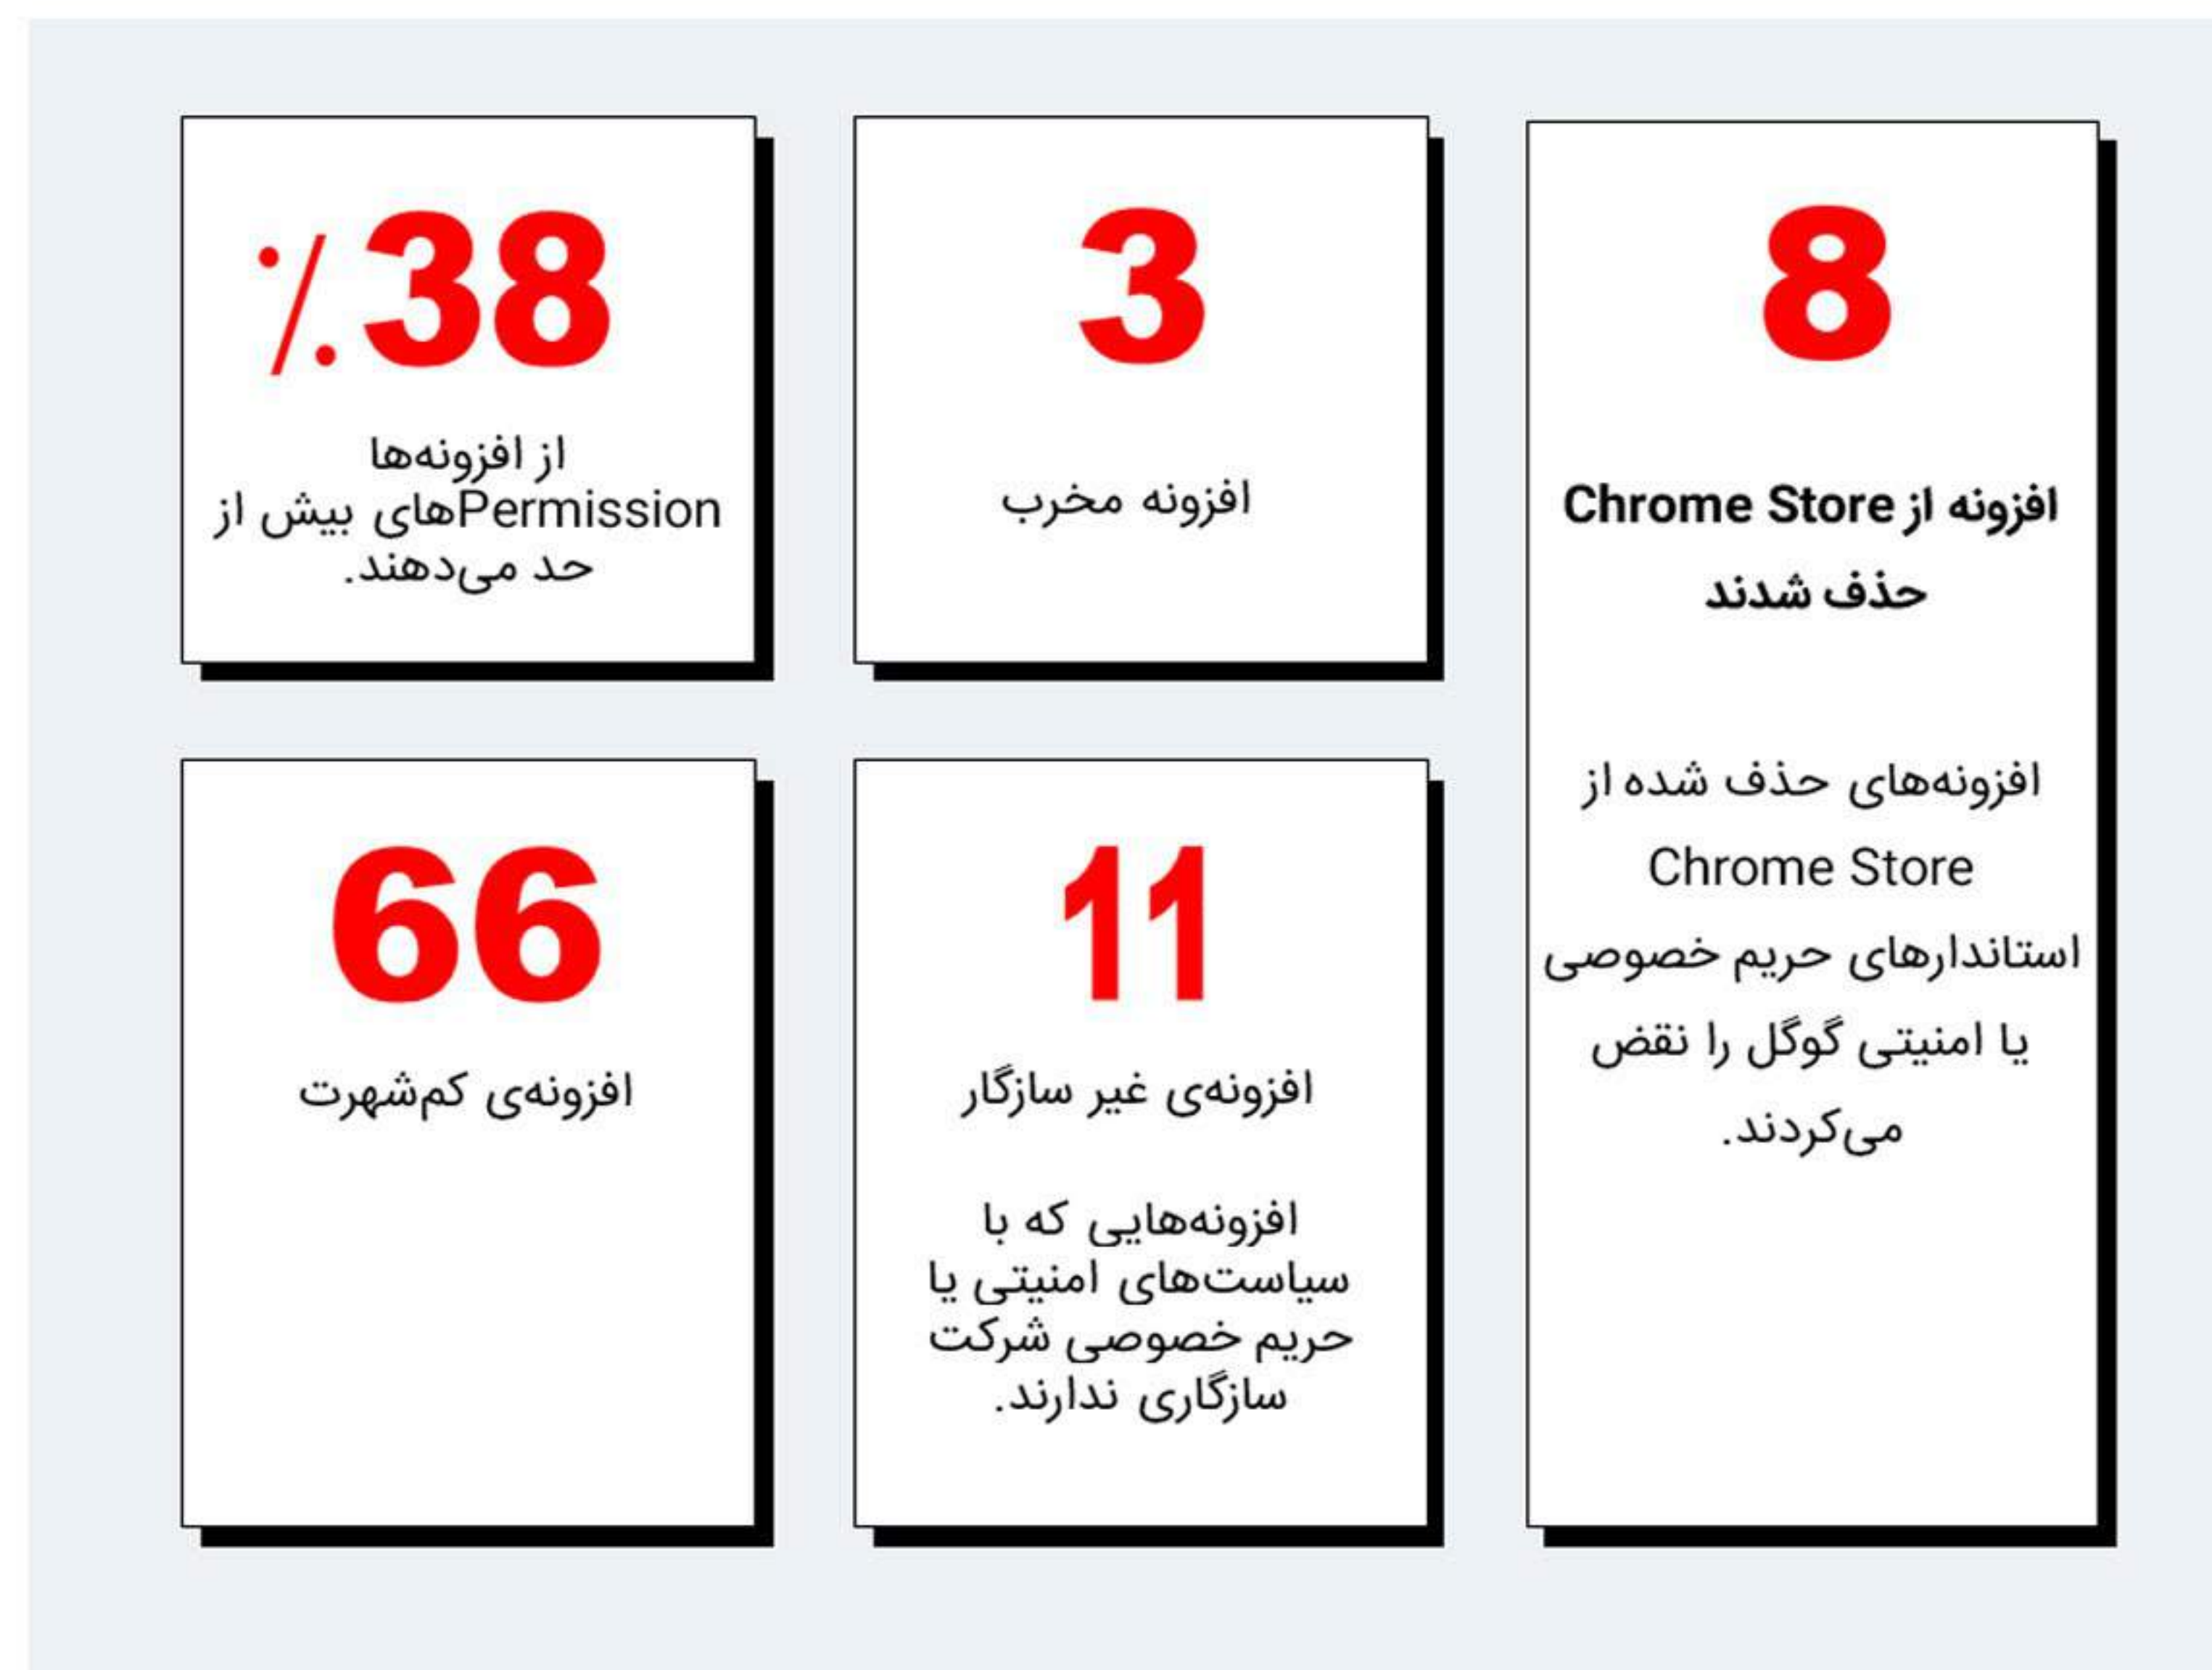 8
افزونه از Chrome Store
حذف شدند
افزونه‌های حذف شده از
Chrome Store
استاندارهای حریم خصوصی
یا امنیتی گوگل را نقض
می‌کردند.
3
افزونه مخرب
٪38
از افزونه‌ها
Permissionهای بیش از
حد می‌دهند.
11
افزونه‌ی غیر سازگار
افزونه‌هایی که با
سیاست‌های امنیتی یا
حریم خصوصی شرکت
سازگاری ندارند.
66
افزونه‌ی کم‌شهرت